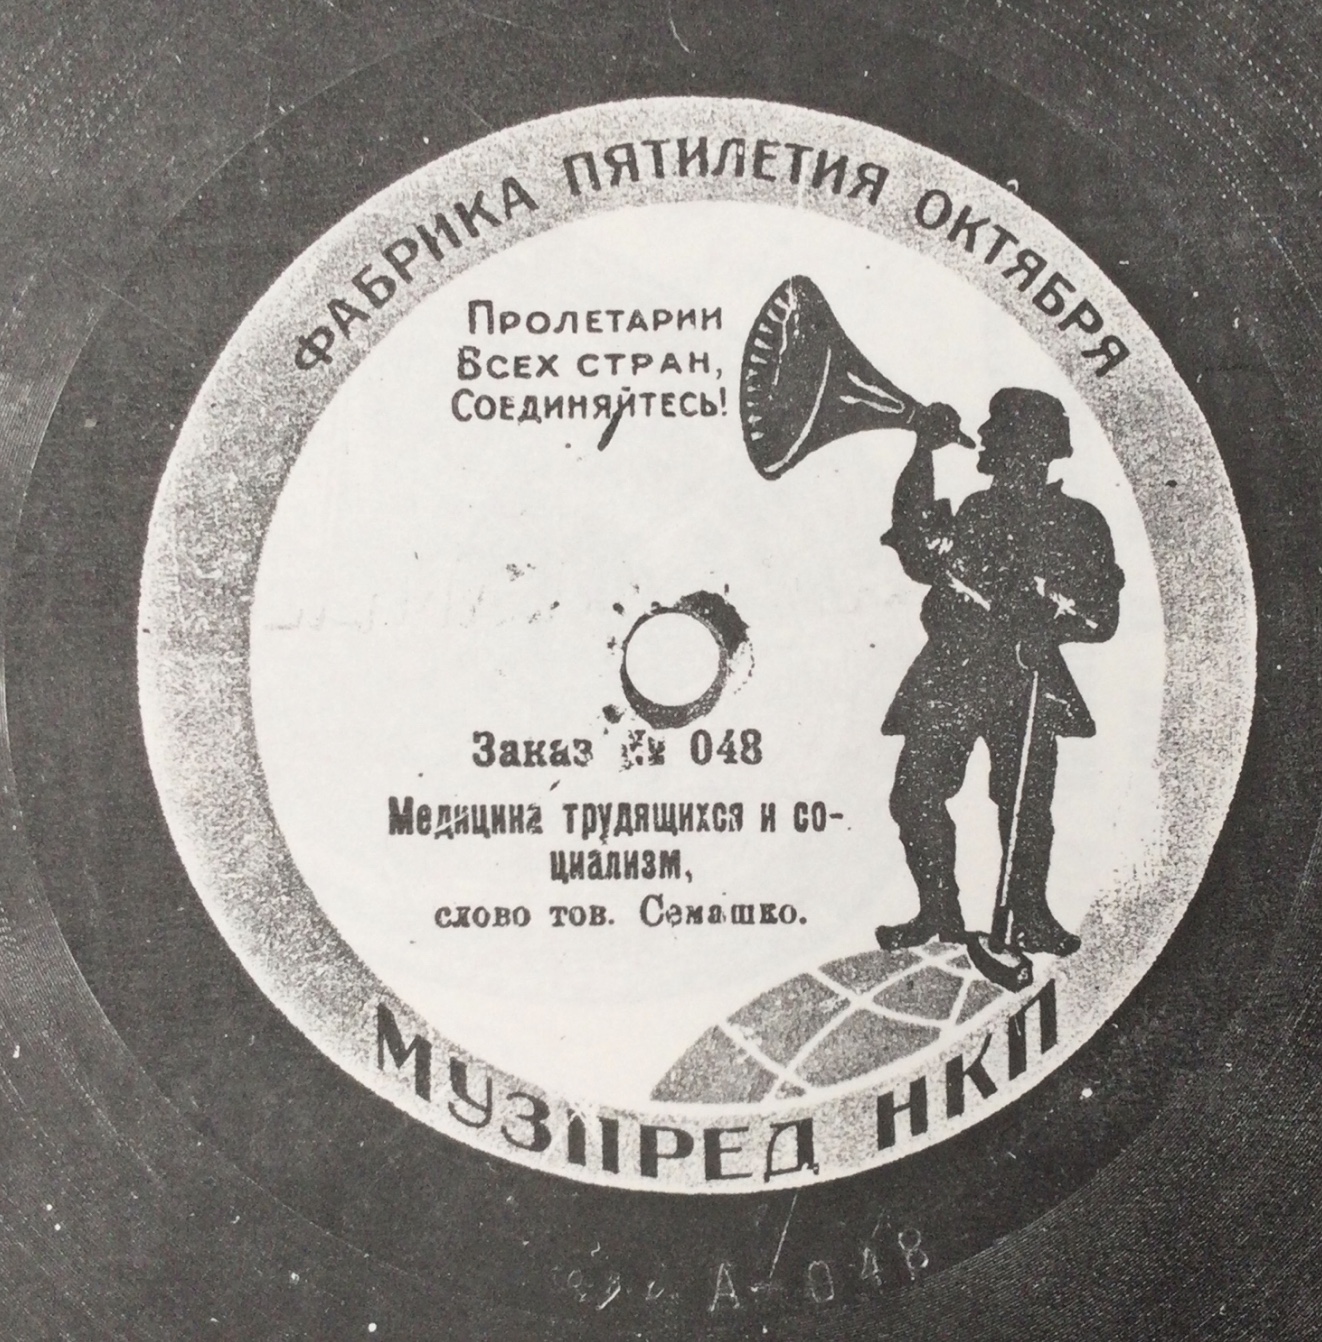 ФАБРИКА ПЯТИЛЕТИЯ ОКТЯБРЯ
Пролетарии
Всех стран,
Соединяйтесь!
Заказ № 048
Медицина трудящихся и со-
циализм,
слово тов. Семашко.
МУЗПРЕД НКП
А-048